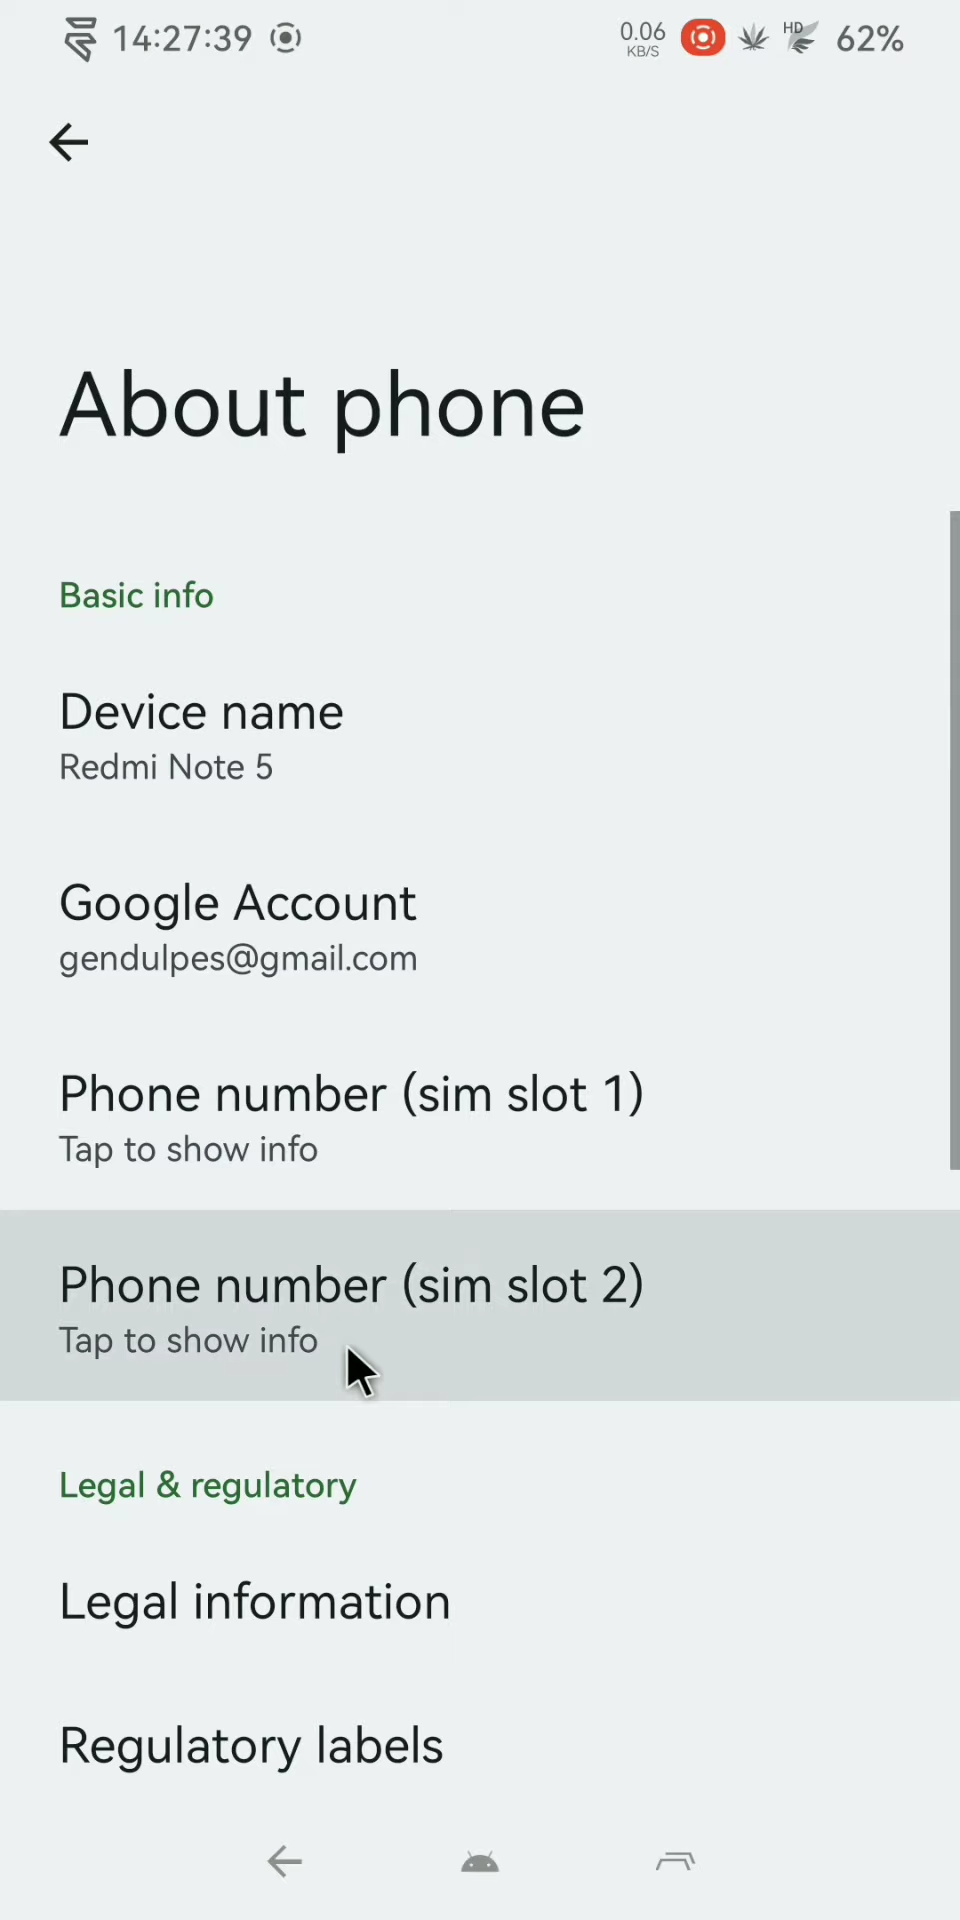 14:27:39
0.06
KB/S
HD
62%
About phone
Basic info
Device name
Redmi Note 5
Google Account
gendulpes@gmail.com
Phone number (sim slot 1)
Tap to show info
Phone number (sim slot 2)
Tap to show info
Legal & regulatory
Legal information
Regulatory labels